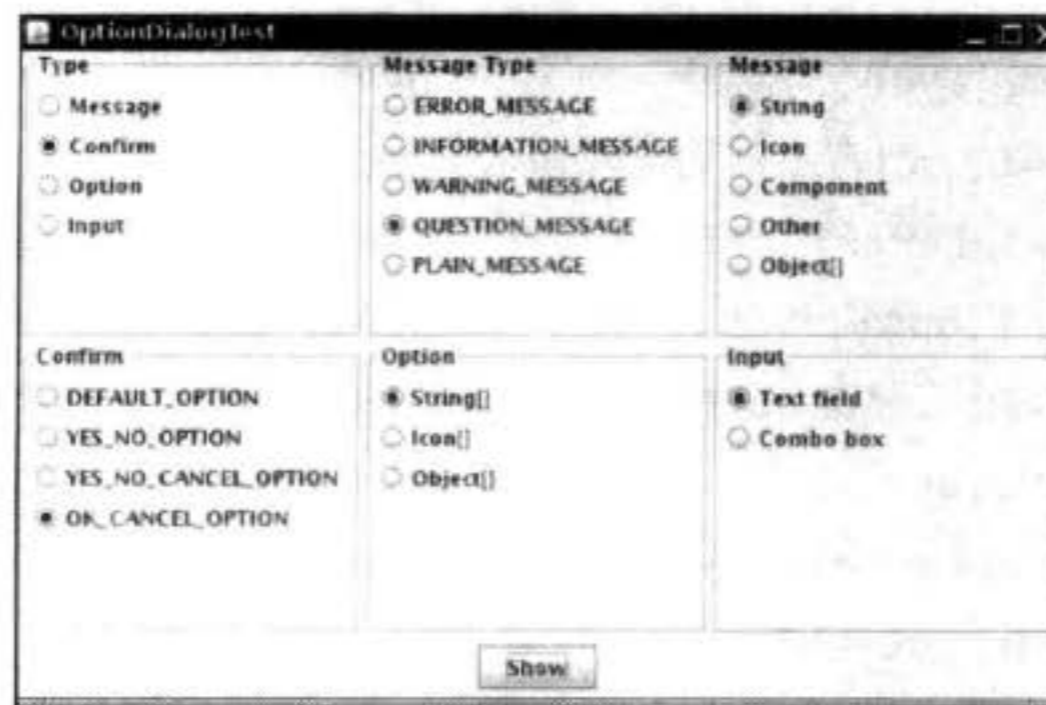 OptionDialogTest
Type
Message
Confirm
Option
Input
Message Type
ERROR_MESSAGE
INFORMATION_MESSAGE
WARNING_MESSAGE
QUESTION_MESSAGE
PLAIN_MESSAGE
Message
String
Icon
Component
Other
Object[]
Confirm
DEFAULT_OPTION
YES_NO_OPTION
YES_NO_CANCEL_OPTION
OK_CANCEL_OPTION
Option
String[]
Icon[]
Object[]
Input
Text field
Combo box
Show